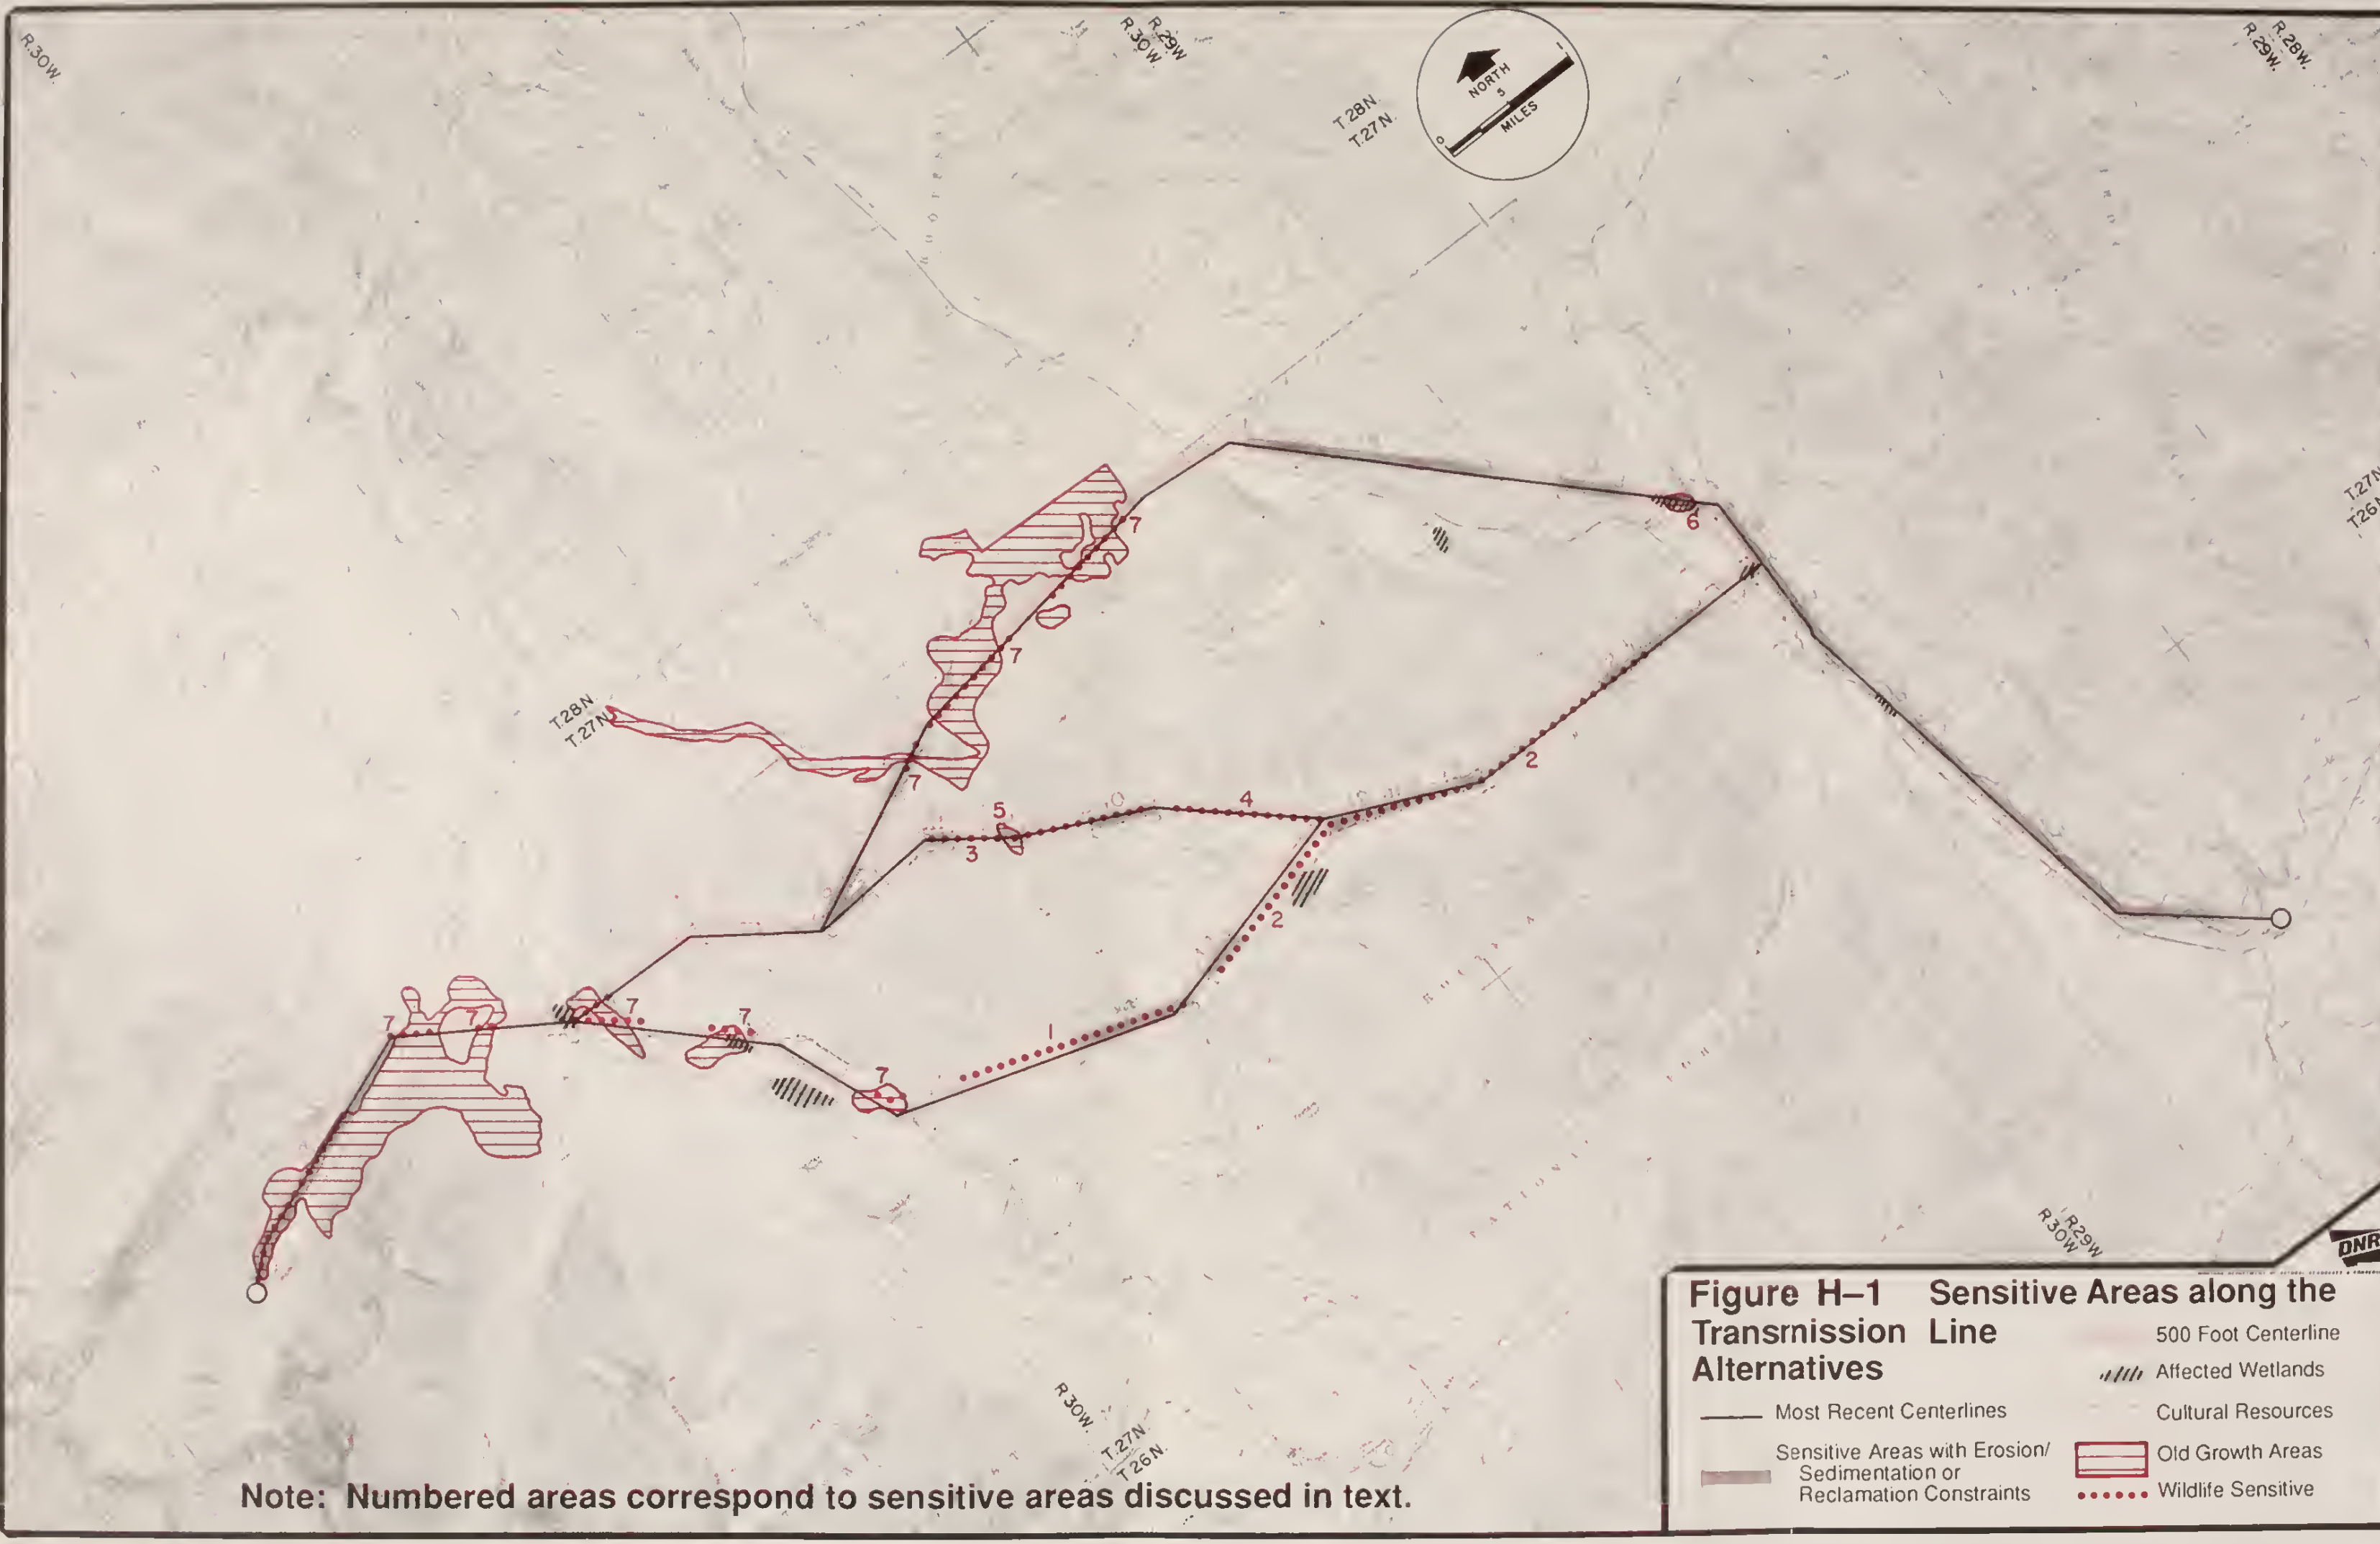 R.30W.
R.29W.
R.30W.
R.28W.
R.29W.
T.28N.
T.27N.
NORTH
0
5
MILES
T.27N
T.26N
7
6
7
T.28N.
T.27N.
7
2
5
4
3
2
7
7
7
7
1
7
R.29W
R.30W
DNR
R.30W.
T.27N.
T.26N.
Note: Numbered areas correspond to sensitive areas discussed in text.
Figure H–1 Sensitive Areas along the
Transmission Line
Alternatives
Most Recent Centerlines
Sensitive Areas with Erosion/
Sedimentation or
Reclamation Constraints
500 Foot Centerline
Affected Wetlands
Cultural Resources
Old Growth Areas
Wildlife Sensitive